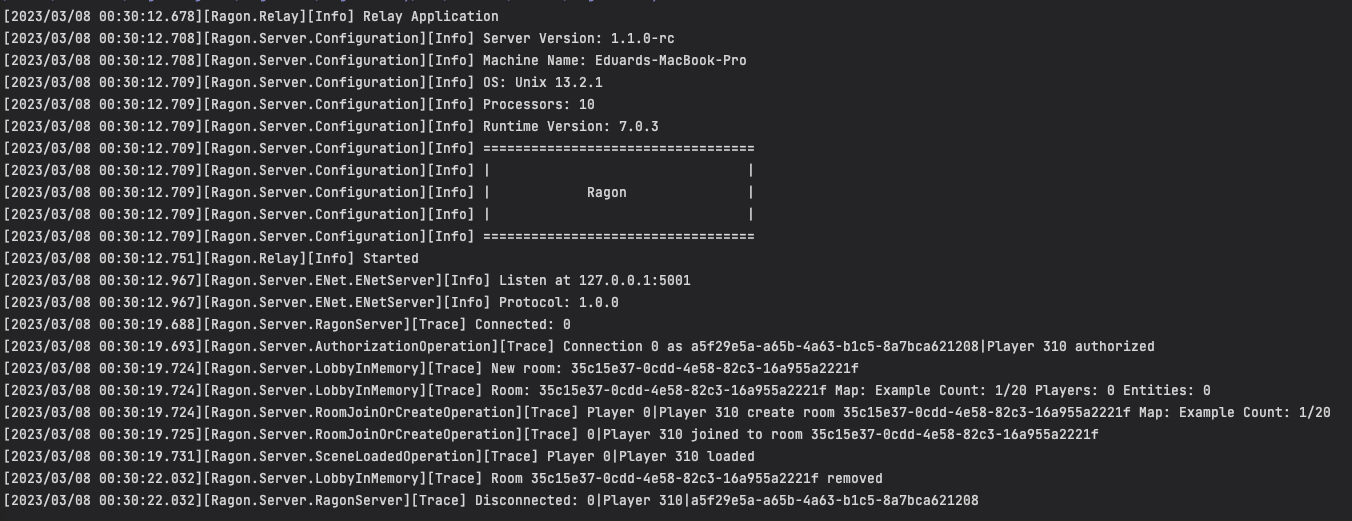 [2023/03/08 00:30:12.678][Ragon.Relay][Info] Relay Application
[2023/03/08 00:30:12.708][Ragon.Server.Configuration][Info] Server Version: 1.1.0-rc
[2023/03/08 00:30:12.708][Ragon.Server.Configuration][Info] Machine Name: Eduards-MacBook-Pro
[2023/03/08 00:30:12.709][Ragon.Server.Configuration][Info] OS: Unix 13.2.1
[2023/03/08 00:30:12.709][Ragon.Server.Configuration][Info] Processors: 10
[2023/03/08 00:30:12.709][Ragon.Server.Configuration][Info] Runtime Version: 7.0.3
[2023/03/08 00:30:12.709][Ragon.Server.Configuration][Info] ==================================
[2023/03/08 00:30:12.709][Ragon.Server.Configuration][Info] |                                |
[2023/03/08 00:30:12.709][Ragon.Server.Configuration][Info] |            Ragon               |
[2023/03/08 00:30:12.709][Ragon.Server.Configuration][Info] |                                |
[2023/03/08 00:30:12.709][Ragon.Server.Configuration][Info] ==================================
[2023/03/08 00:30:12.751][Ragon.Relay][Info] Started
[2023/03/08 00:30:12.967][Ragon.Server.ENet.ENetServer][Info] Listen at 127.0.0.1:5001
[2023/03/08 00:30:12.967][Ragon.Server.ENet.ENetServer][Info] Protocol: 1.0.0
[2023/03/08 00:30:19.688][Ragon.Server.RagonServer][Trace] Connected: 0
[2023/03/08 00:30:19.693][Ragon.Server.AuthorizationOperation][Trace] Connection 0 as a5f29e5a-a65b-4a63-b1c5-8a7bca621208|Player 310 authorized
[2023/03/08 00:30:19.724][Ragon.Server.LobbyInMemory][Trace] New room: 35c15e37-0cdd-4e58-82c3-16a955a2221f
[2023/03/08 00:30:19.724][Ragon.Server.LobbyInMemory][Trace] Room: 35c15e37-0cdd-4e58-82c3-16a955a2221f Map: Example Count: 1/20 Players: 0 Entities: 0
[2023/03/08 00:30:19.724][Ragon.Server.RoomJoinOrCreateOperation][Trace] Player 0|Player 310 create room 35c15e37-0cdd-4e58-82c3-16a955a2221f Map: Example Count: 1/20
[2023/03/08 00:30:19.725][Ragon.Server.RoomJoinOrCreateOperation][Trace] 0|Player 310 joined to room 35c15e37-0cdd-4e58-82c3-16a955a2221f
[2023/03/08 00:30:19.731][Ragon.Server.SceneLoadedOperation][Trace] Player 0|Player 310 loaded
[2023/03/08 00:30:22.032][Ragon.Server.LobbyInMemory][Trace] Room 35c15e37-0cdd-4e58-82c3-16a955a2221f removed
[2023/03/08 00:30:22.032][Ragon.Server.RagonServer][Trace] Disconnected: 0|Player 310|a5f29e5a-a65b-4a63-b1c5-8a7bca621208